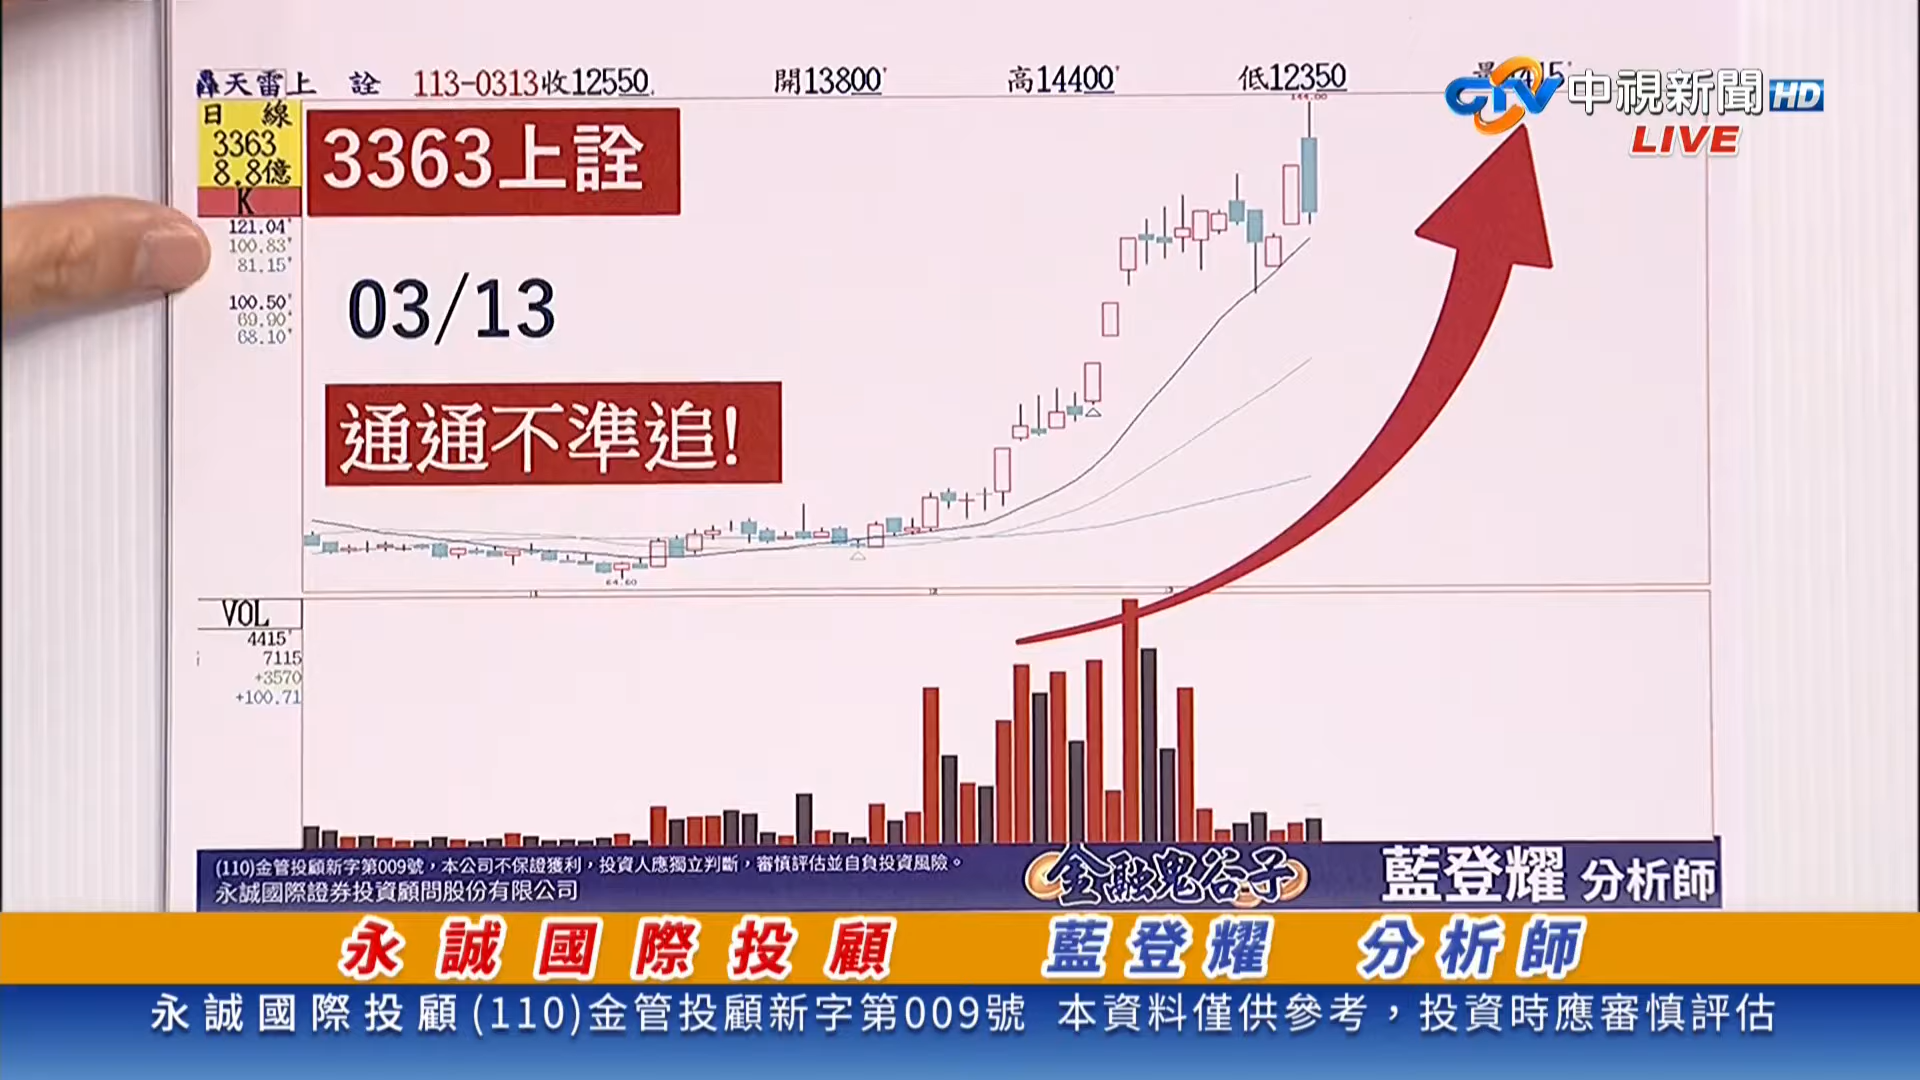 轟天雷上 詮 113-0313收12550 開13800' 高14400' 低12350
中視新聞HD
LIVE
日 線
3363
8.8億
K
3363上詮
121.04'
100.83'
81.15'
100.50'
69.90'
68.10'
144.00
03/13
通通不準追!
64.60
VOL
4415'
7115
+3570
+100.71
(110)金管投顧新字第009號，本公司不保證獲利，投資人應獨立判斷，審慎評估並自負投資風險。
永誠國際證券投資顧問股份有限公司
金融鬼谷子 藍登耀 分析師
永誠國際投顧 藍登耀 分析師
永誠國際投顧(110)金管投顧新字第009號 本資料僅供參考，投資時應審慎評估